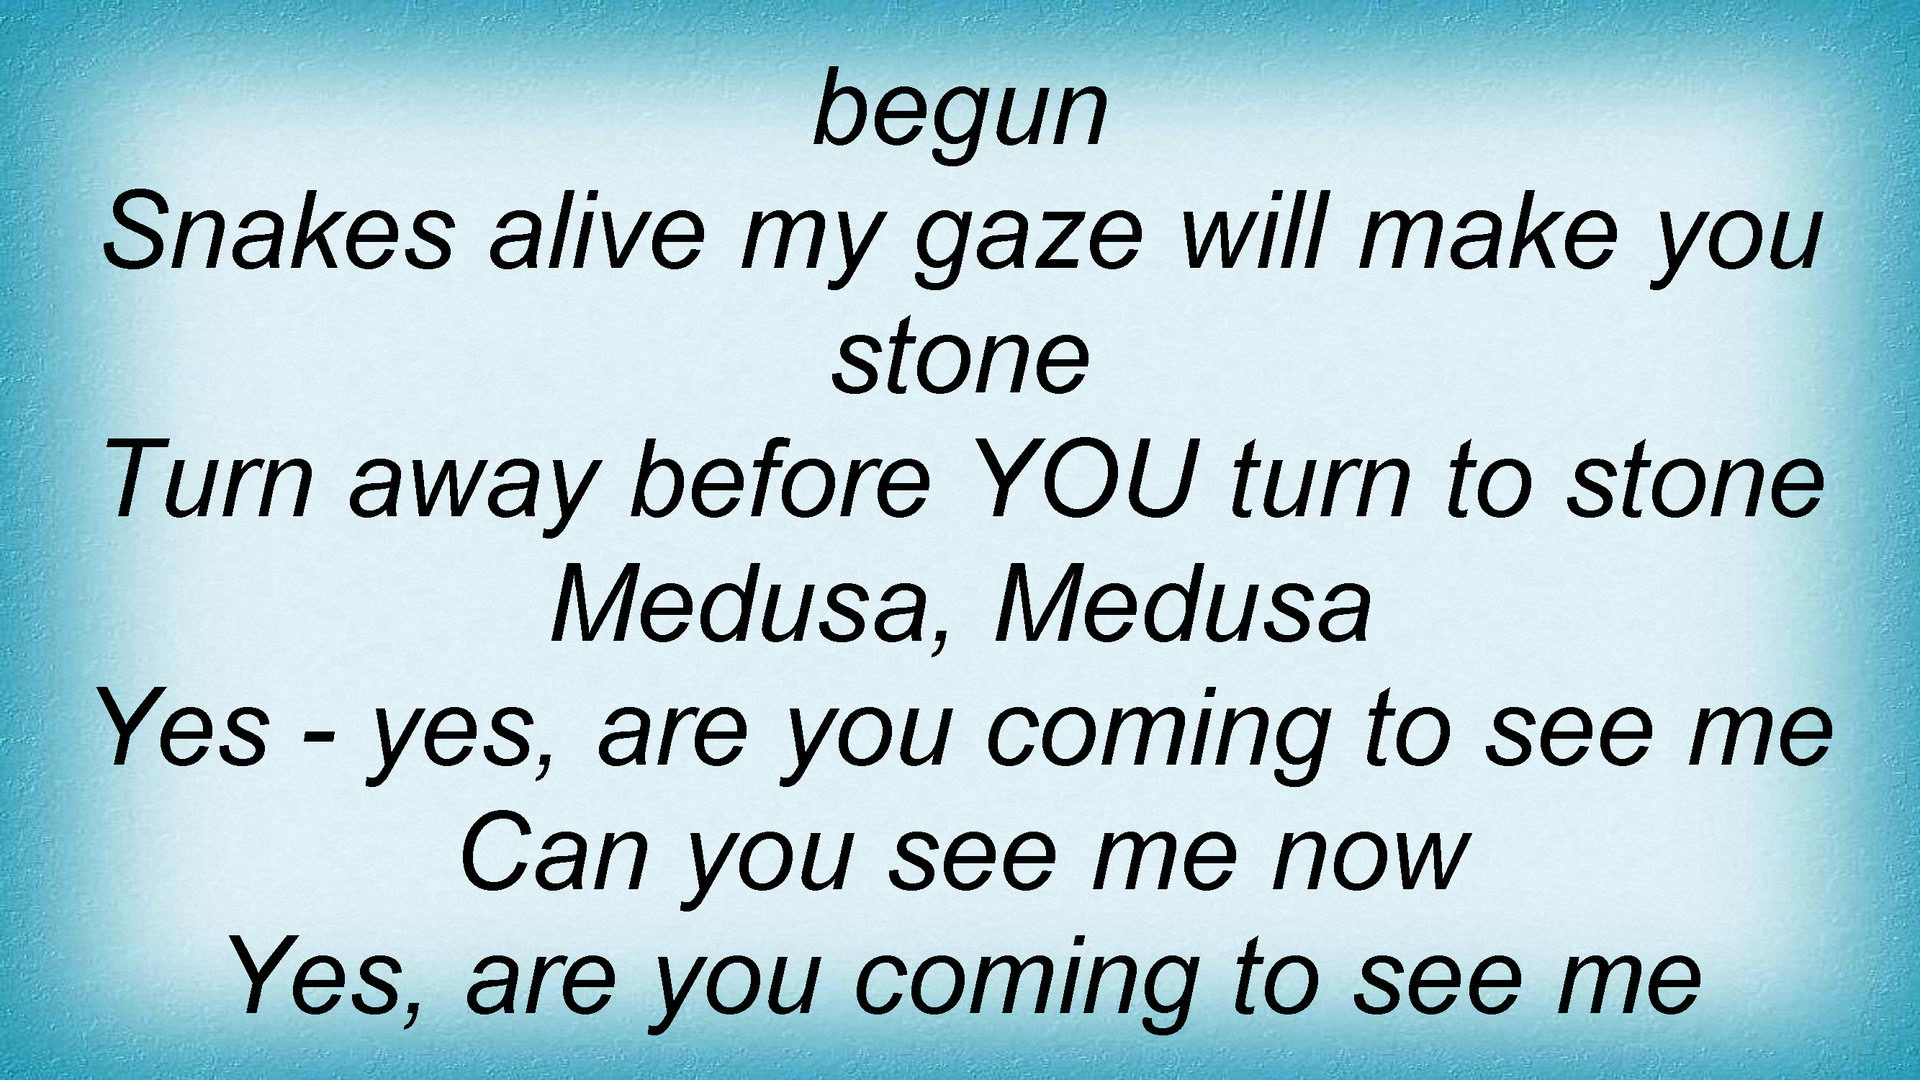 begun
Snakes alive my gaze will make you
stone
Turn away before YOU turn to stone
Medusa, Medusa
Yes - yes, are you coming to see me
Can you see me now
Yes, are you coming to see me